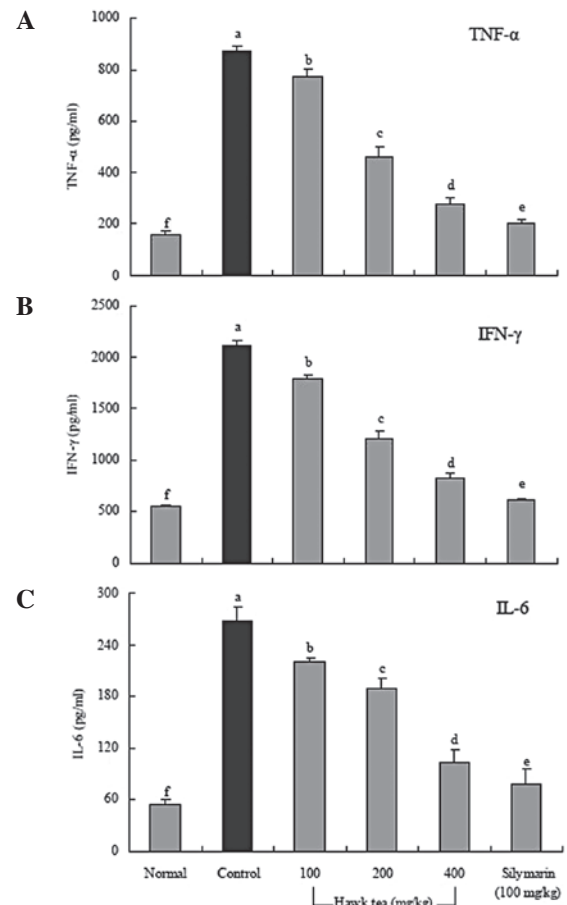 A
TNF-α
1000
800
600
400
200
0
TNF-α (pg/ml)
f
a
b
c
d
e
B
IFN-γ
2500
2000
1500
1000
500
0
IFN-γ (pg/ml)
f
a
b
c
d
e
C
IL-6
300
240
180
120
60
0
IL-6 (pg/ml)
f
a
b
c
d
e
Normal Control 100 200 400 Silymarin
(100 mg/kg)
Hawk tea (mg/kg)